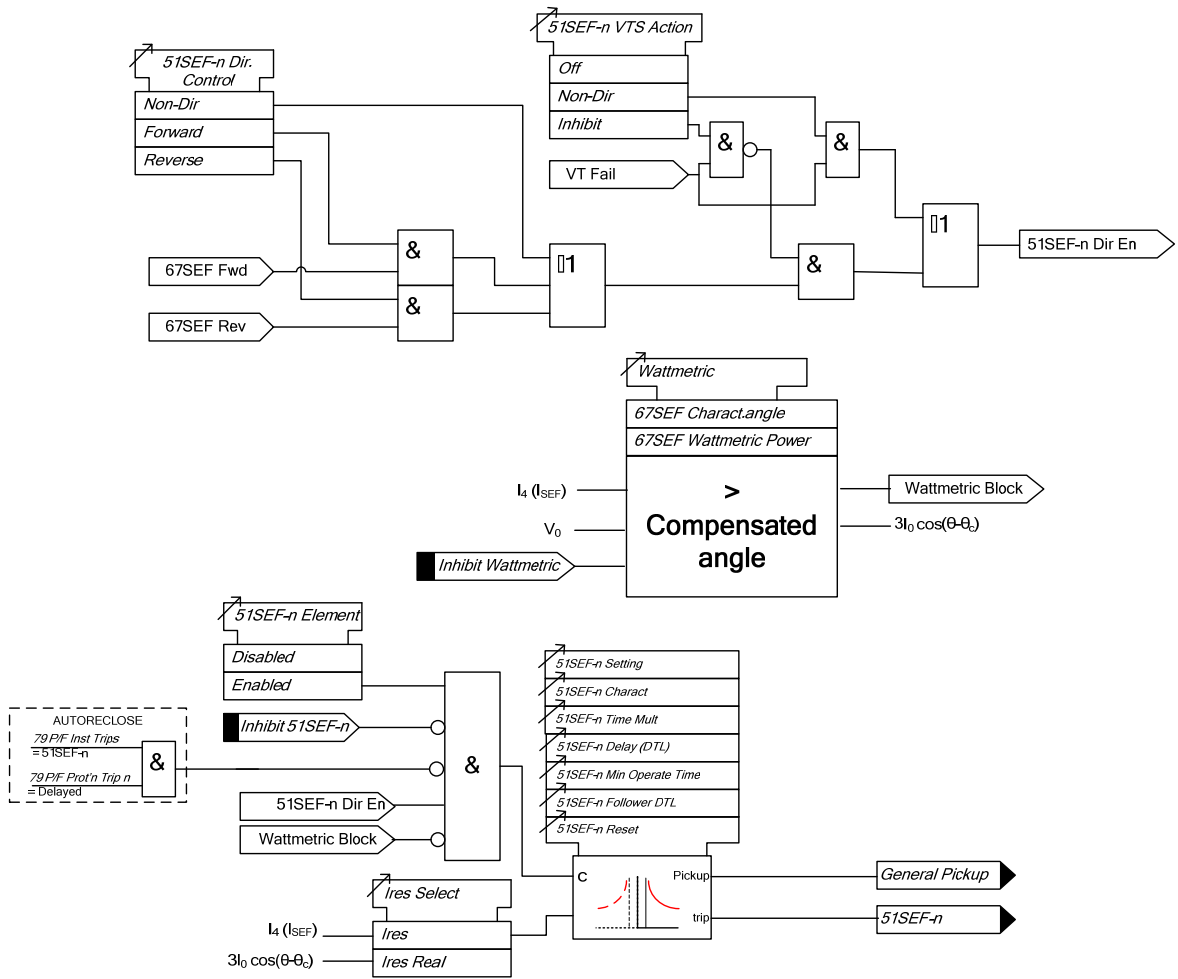 51SEF-n VTS Action
Off
Non-Dir
Inhibit
VT Fail
&
&
51SEF-n Dir.
Control
Non-Dir
Forward
Reverse
67SEF Fwd
67SEF Rev
&
&
▯1
&
▯1
51SEF-n Dir En
Wattmetric
67SEF Charact.angle
67SEF Wattmetric Power
I4 (ISEF)
V0
Inhibit Wattmetric
>
Compensated
angle
Wattmetric Block
3I0 cos(θ-θc)
51SEF-n Element
Disabled
Enabled
Inhibit 51SEF-n
AUTORECLOSE
79 P/F Inst Trips
= 51SEF-n
79 P/F Prot'n Trip n
= Delayed
&
51SEF-n Dir En
Wattmetric Block
&
51SEF-n Setting
51SEF-n Charact
51SEF-n Time Mult
51SEF-n Delay (DTL)
51SEF-n Min Operate Time
51SEF-n Follower DTL
51SEF-n Reset
C
Pickup
trip
General Pickup
51SEF-n
Ires Select
I4 (ISEF)
Ires
3I0 cos(θ-θc)
Ires Real